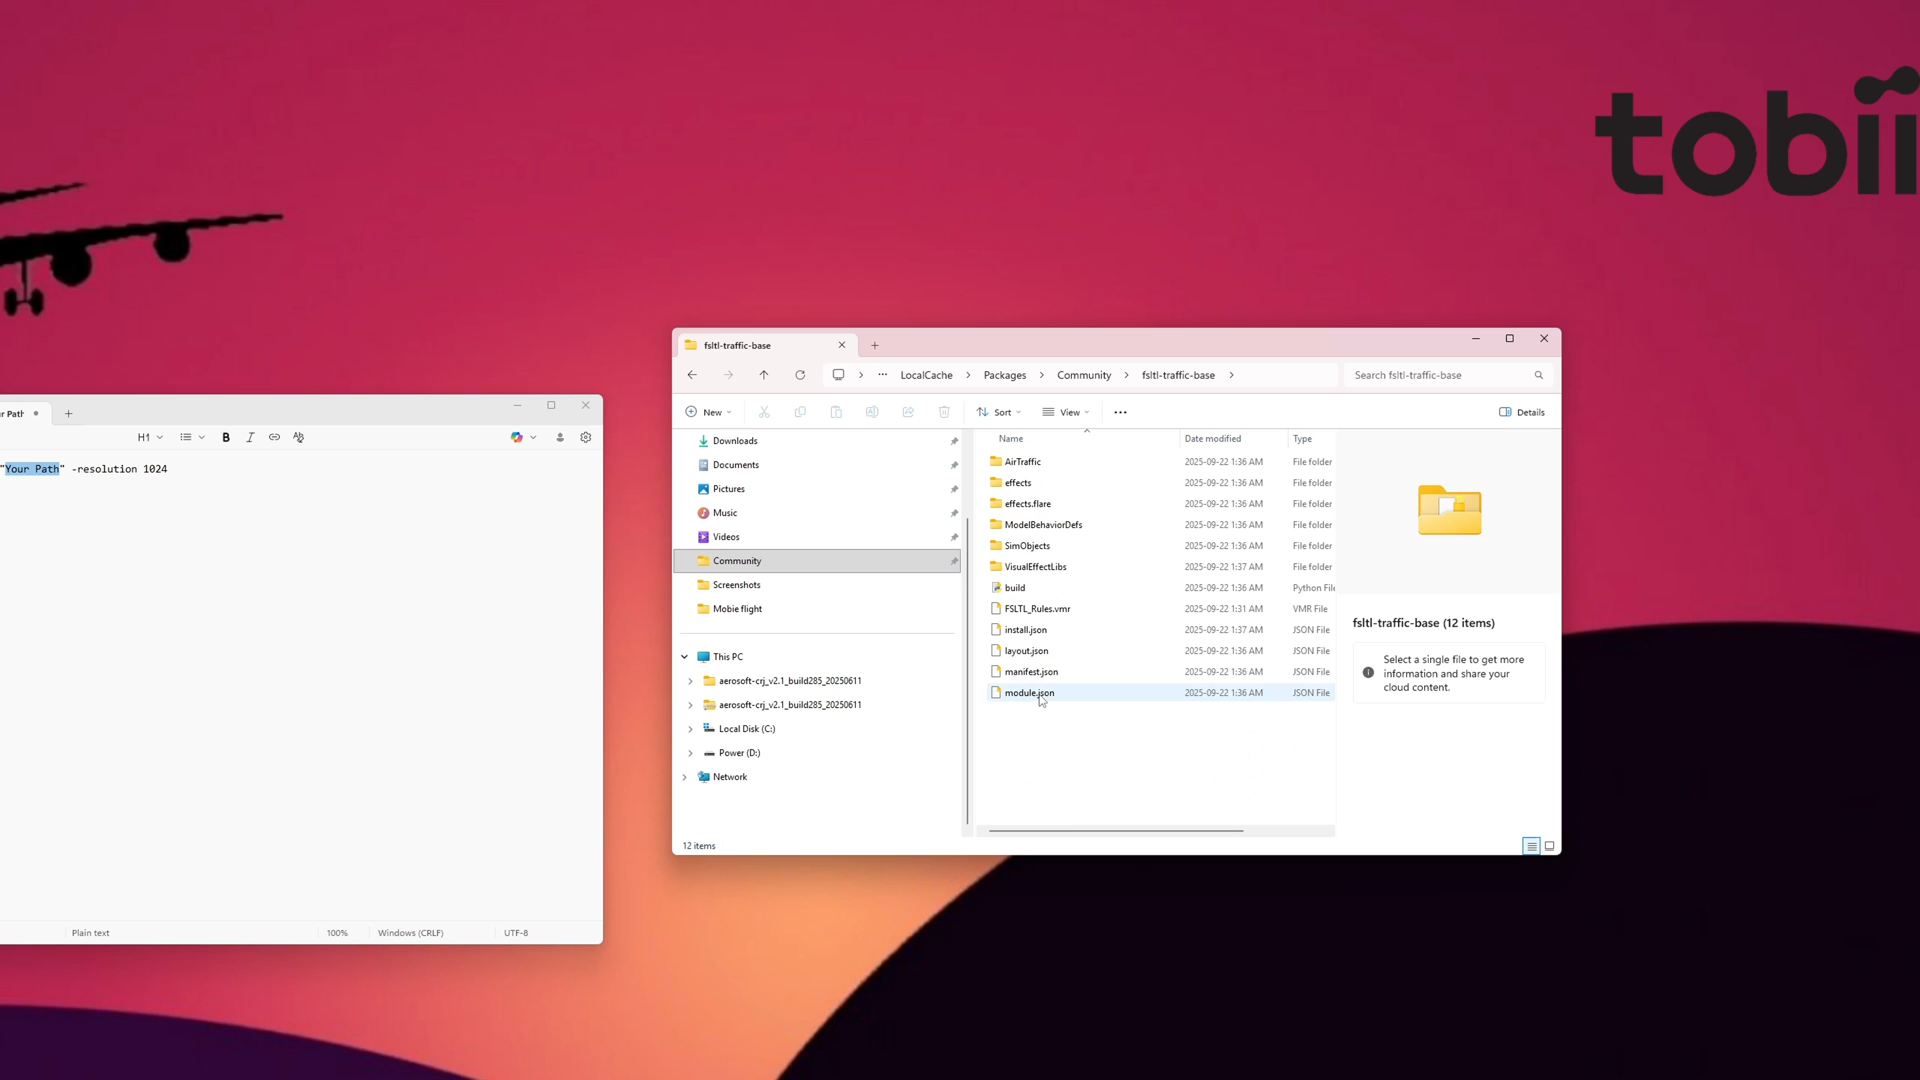 tobii
fsltl-traffic-base
LocalCache
Packages
Community
fsltl-traffic-base
Search fsltl-traffic-base
New
Sort
View
Details
Downloads
Documents
Pictures
Music
Videos
Community
Screenshots
Mobie flight
This PC
aerosoft-crj_v2.1_build285_20250611
aerosoft-crj_v2.1_build285_20250611
Local Disk (C:)
Power (D:)
Network
Name Date modified Type
AirTraffic 2025-09-22 1:36 AM File folder
effects 2025-09-22 1:36 AM File folder
effects.flare 2025-09-22 1:36 AM File folder
ModelBehaviorDefs 2025-09-22 1:36 AM File folder
SimObjects 2025-09-22 1:36 AM File folder
VisualEffectLibs 2025-09-22 1:37 AM File folder
build 2025-09-22 1:36 AM Python File
FSLTL_Rules.vmr 2025-09-22 1:31 AM VMR File
install.json 2025-09-22 1:37 AM JSON File
layout.json 2025-09-22 1:36 AM JSON File
manifest.json 2025-09-22 1:36 AM JSON File
module.json 2025-09-22 1:36 AM JSON File
fsltl-traffic-base (12 items)
Select a single file to get more
information and share your
cloud content.
12 items
r Path
H1
B I
"Your Path" -resolution 1024
Plain text 100% Windows (CRLF) UTF-8